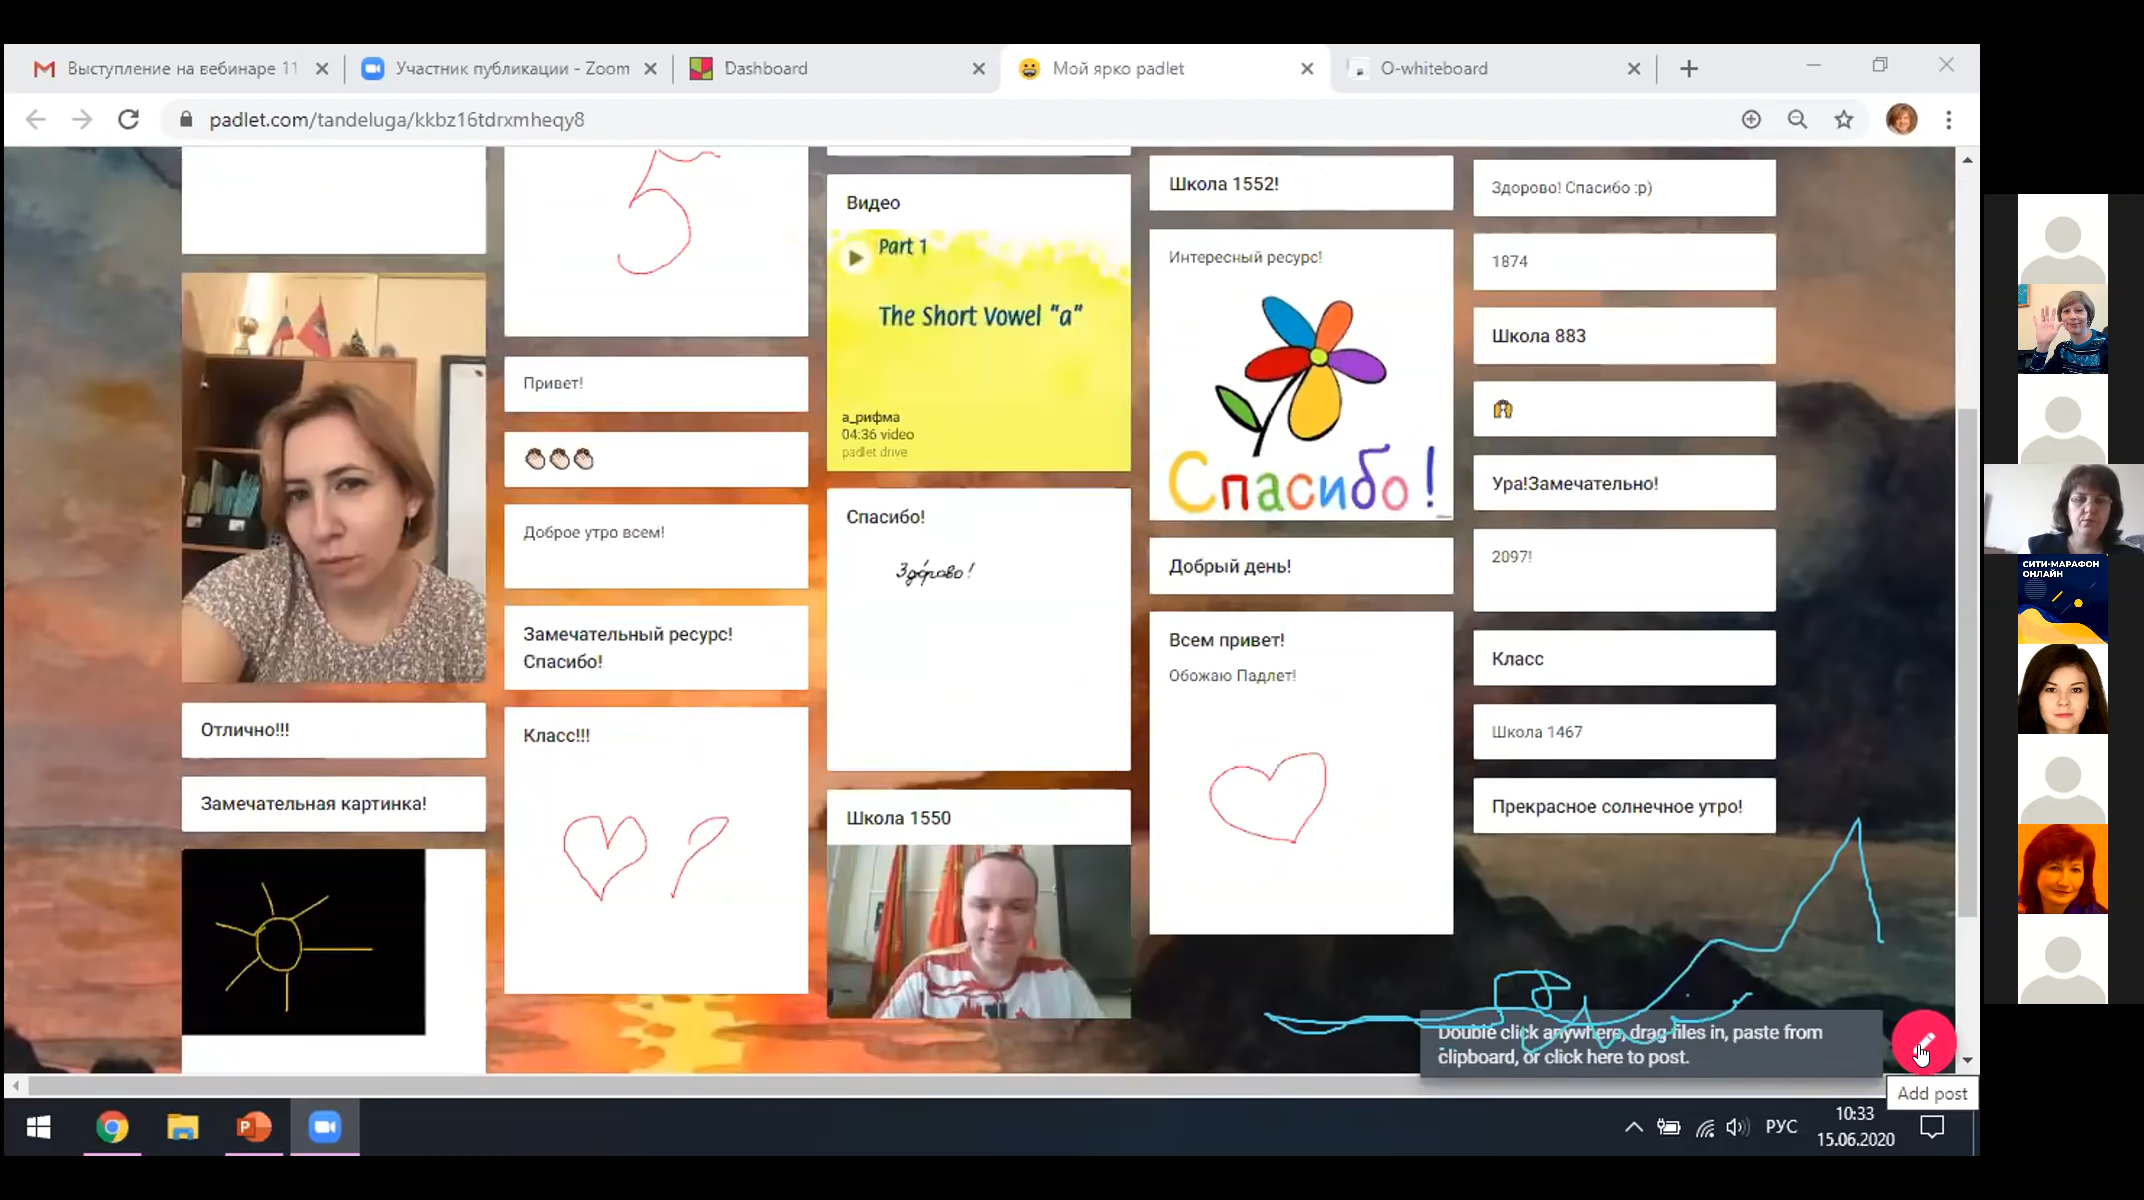 Выступление на вебинаре 11
Участник публикации - Zoom
Dashboard
Мой ярко padlet
O-whiteboard
padlet.com/tandeluga/kkbz16tdrxmheqy8
Отлично!!!
Замечательная картинка!
5
Привет!
Доброе утро всем!
Замечательный ресурс!
Спасибо!
Класс!!!
Видео
Part 1
The Short Vowel "a"
а_рифма
04:36 video
padlet drive
Спасибо!
Здорово!
Школа 1550
Школа 1552!
Интересный ресурс!
Спасибо!
Добрый день!
Всем привет!
Обожаю Падлет!
Здорово! Спасибо :р)
1874
Школа 883
Ура!Замечательно!
2097!
Класс
Школа 1467
Прекрасное солнечное утро!
Double click anywhere, drag files in, paste from
clipboard, or click here to post.
Add post
СИТИ-МАРАФОН
ОНЛАЙН
РУС
10:33
15.06.2020